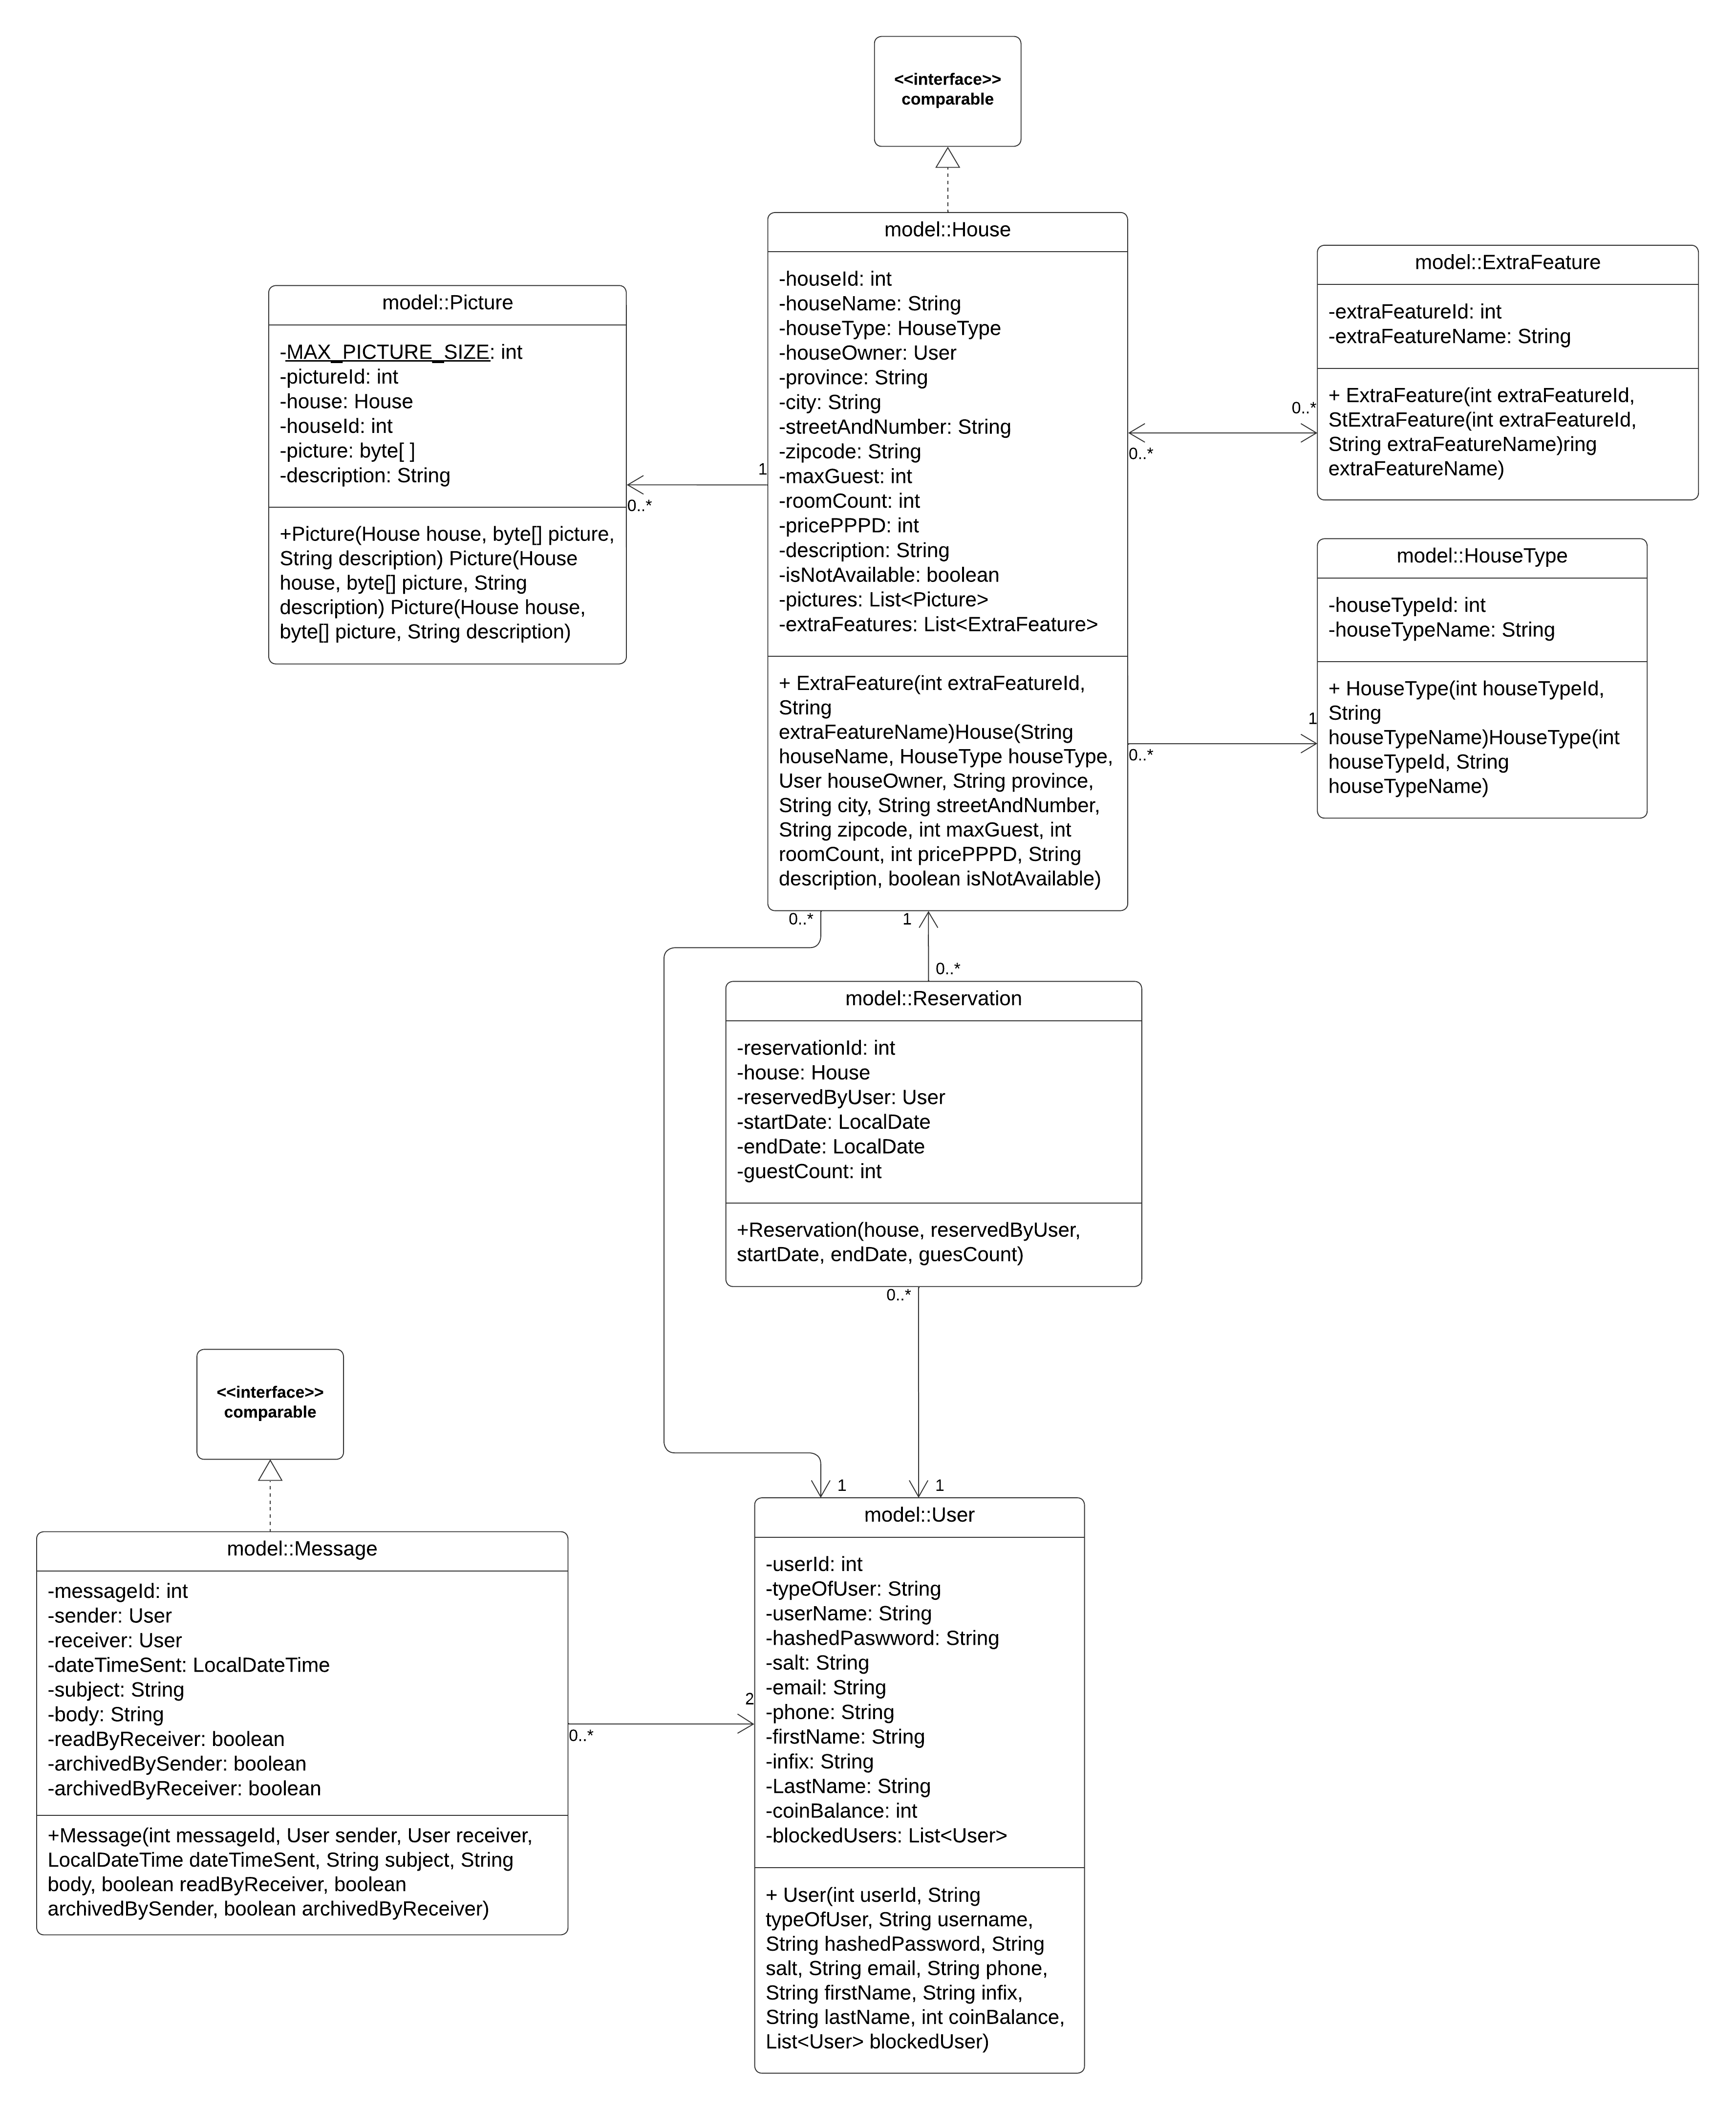 <<interface>>
comparable
model::House
-houseId: int
-houseName: String
-houseType: HouseType
-houseOwner: User
-province: String
-city: String
-streetAndNumber: String
-zipcode: String
-maxGuest: int
-roomCount: int
-pricePPPD: int
-description: String
-isNotAvailable: boolean
-pictures: List<Picture>
-extraFeatures: List<ExtraFeature>
+ ExtraFeature(int extraFeatureId,
String
extraFeatureName)House(String
houseName, HouseType houseType,
User houseOwner, String province,
String city, String streetAndNumber,
String zipcode, int maxGuest, int
roomCount, int pricePPPD, String
description, boolean isNotAvailable)
model::Picture
-MAX_PICTURE_SIZE: int
-pictureId: int
-house: House
-houseId: int
-picture: byte[ ]
-description: String
+Picture(House house, byte[] picture,
String description) Picture(House
house, byte[] picture, String
description) Picture(House house,
byte[] picture, String description)
1
0..*
model::ExtraFeature
-extraFeatureId: int
-extraFeatureName: String
+ ExtraFeature(int extraFeatureId,
StExtraFeature(int extraFeatureId,
String extraFeatureName)ring
extraFeatureName)
0..*
0..*
model::HouseType
-houseTypeId: int
-houseTypeName: String
+ HouseType(int houseTypeId,
String
houseTypeName)HouseType(int
houseTypeId, String
houseTypeName)
1
0..*
0..*
1
0..*
model::Reservation
-reservationId: int
-house: House
-reservedByUser: User
-startDate: LocalDate
-endDate: LocalDate
-guestCount: int
+Reservation(house, reservedByUser,
startDate, endDate, guesCount)
0..*
1
1
<<interface>>
comparable
model::Message
-messageId: int
-sender: User
-receiver: User
-dateTimeSent: LocalDateTime
-subject: String
-body: String
-readByReceiver: boolean
-archivedBySender: boolean
-archivedByReceiver: boolean
+Message(int messageId, User sender, User receiver,
LocalDateTime dateTimeSent, String subject, String
body, boolean readByReceiver, boolean
archivedBySender, boolean archivedByReceiver)
2
0..*
model::User
-userId: int
-typeOfUser: String
-userName: String
-hashedPaswword: String
-salt: String
-email: String
-phone: String
-firstName: String
-infix: String
-LastName: String
-coinBalance: int
-blockedUsers: List<User>
+ User(int userId, String
typeOfUser, String username,
String hashedPassword, String
salt, String email, String phone,
String firstName, String infix,
String lastName, int coinBalance,
List<User> blockedUser)